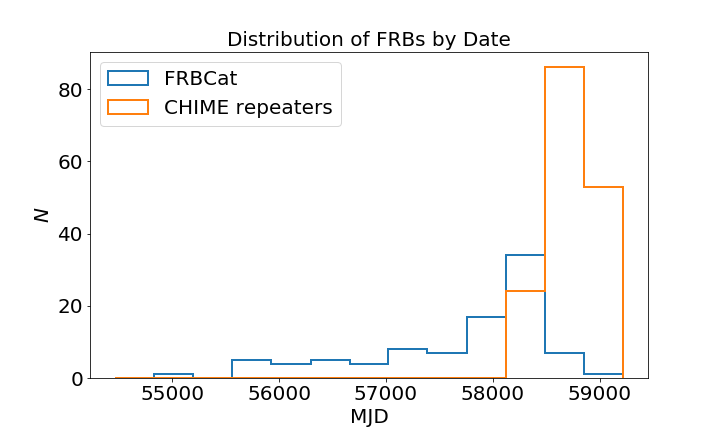 Distribution of FRBs by Date
FRBCat
CHIME repeaters
N
80
60
40
20
0
55000 56000 57000 58000 59000
MJD